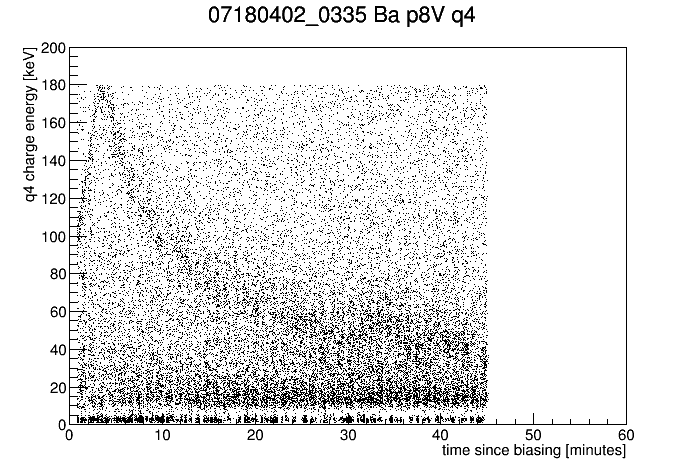 07180402_0335 Ba p8V q4
q4 charge energy [keV]
200
180
160
140
120
100
80
60
40
20
0
0 10 20 30 40 50 60
time since biasing [minutes]